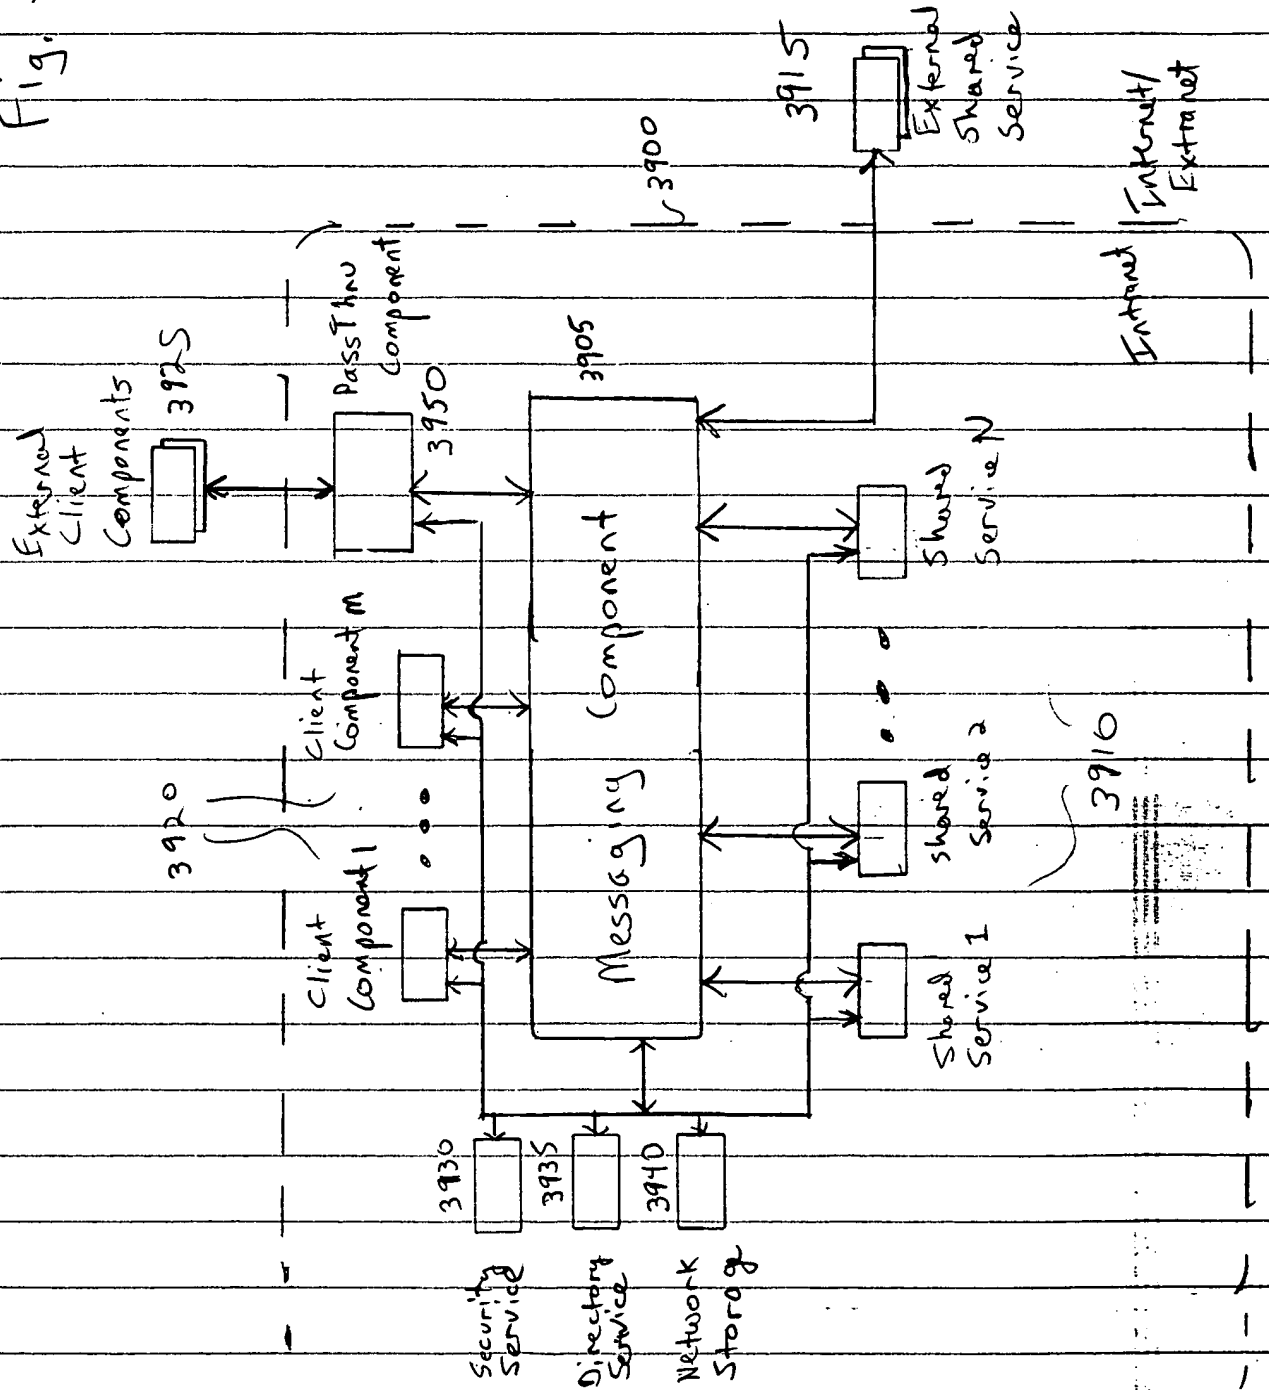 Fig.
External
Client
Components
3925
PassThru
Component
3950
3900
3915
External
Shared
Service
Internet/
Extranet
Intranet
3920
Client
Component 1
Client
Component M
3905
Messaging Component
3930
Security
Service
3935
Directory
Service
3940
Network
Storage
Shared
Service 1
Shared
Service 2
Shared
Service N
3910